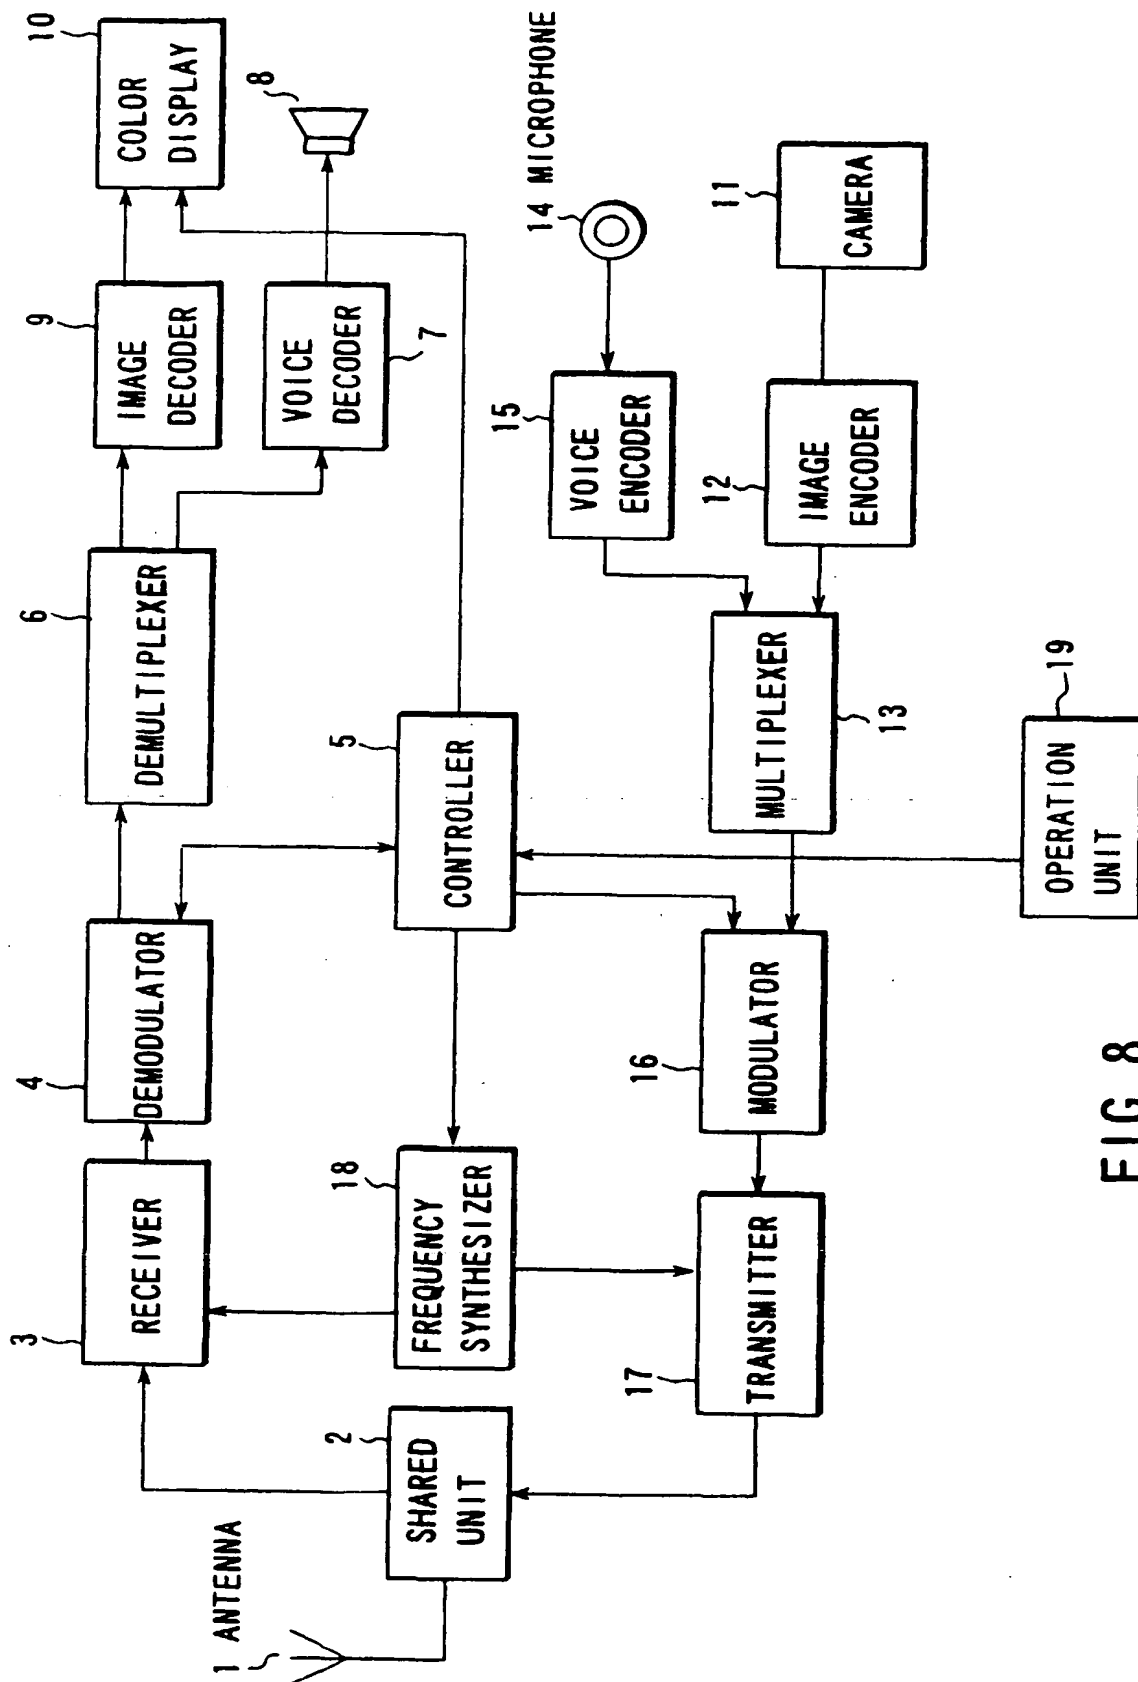 1 ANTENNA
2
SHARED
UNIT
3
RECEIVER
4
DEMODULATOR
6
DEMULTIPLEXER
9
IMAGE
DECODER
10
COLOR
DISPLAY
VOICE
DECODER
7
8
18
FREQUENCY
SYNTHESIZER
5
CONTROLLER
14 MICROPHONE
15
VOICE
ENCODER
17
TRANSMITTER
16
MODULATOR
MULTIPLEXER
13
12
IMAGE
ENCODER
11
CAMERA
OPERATION
UNIT
19
FIG. 8